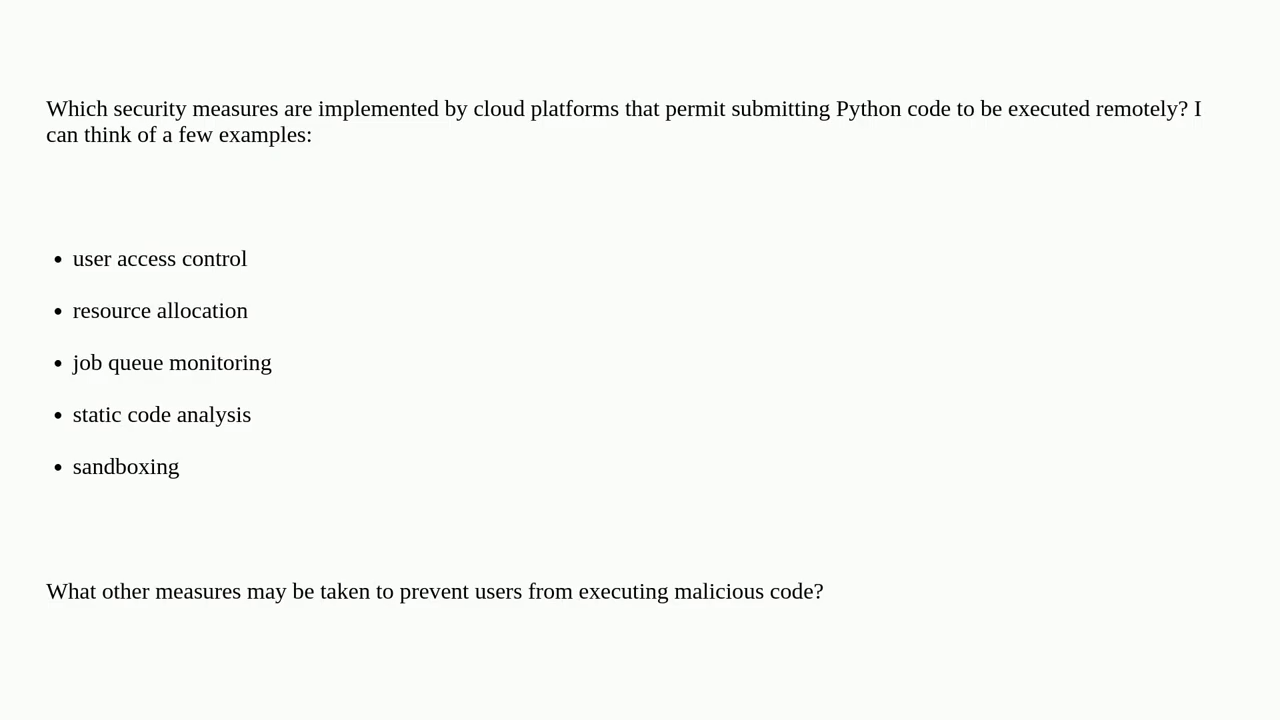 Which security measures are implemented by cloud platforms that permit submitting Python code to be executed remotely? I
can think of a few examples:
• user access control
• resource allocation
• job queue monitoring
• static code analysis
• sandboxing
What other measures may be taken to prevent users from executing malicious code?